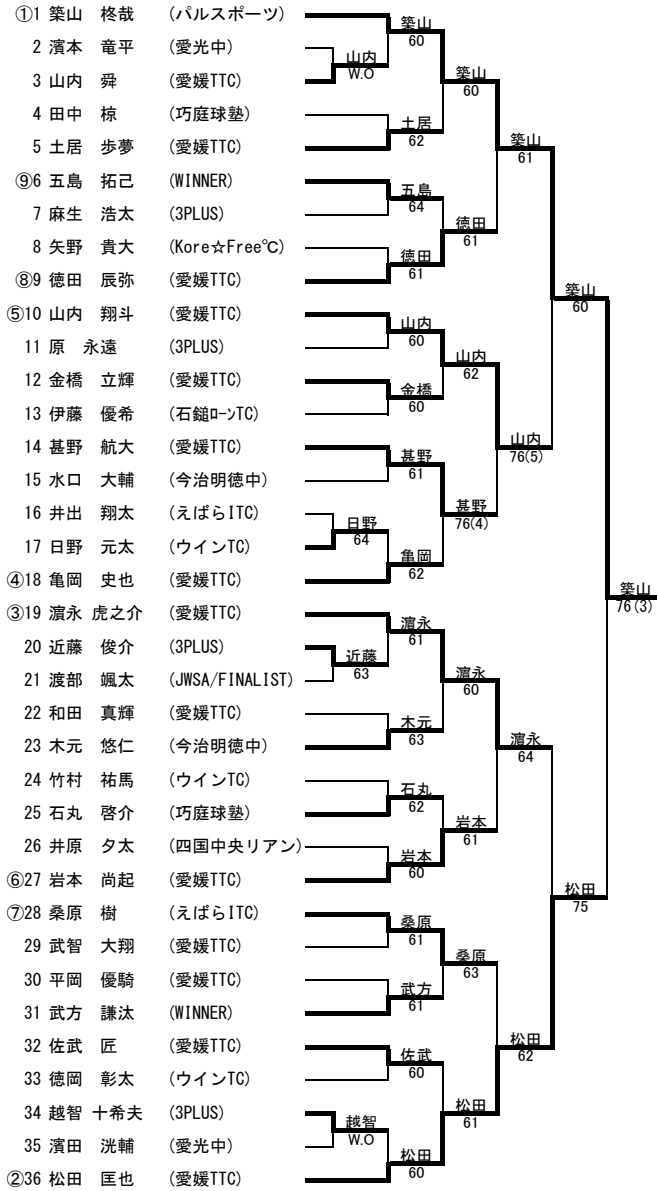 ①1 築山 柊哉 (パルスポーツ)
2 濱本 竜平 (愛光中)
3 山内 舜 (愛媛TTC)
4 田中 椋 (巧庭球塾)
5 土居 歩夢 (愛媛TTC)
⑨6 五島 拓己 (WINNER)
7 麻生 浩太 (3PLUS)
8 矢野 貴大 (Kore☆Free℃)
⑧9 徳田 辰弥 (愛媛TTC)
⑤10 山内 翔斗 (愛媛TTC)
11 原 永遠 (3PLUS)
12 金橋 立輝 (愛媛TTC)
13 伊藤 優希 (石鎚ローンTC)
14 甚野 航大 (愛媛TTC)
15 水口 大輔 (今治明徳中)
16 井出 翔太 (えばらITC)
17 日野 元太 (ウインTC)
④18 亀岡 史也 (愛媛TTC)
③19 濵永 虎之介 (愛媛TTC)
20 近藤 俊介 (3PLUS)
21 渡部 颯太 (JWSA/FINALIST)
22 和田 真輝 (愛媛TTC)
23 木元 悠仁 (今治明徳中)
24 竹村 祐馬 (ウインTC)
25 石丸 啓介 (巧庭球塾)
26 井原 夕太 (四国中央リアン)
⑥27 岩本 尚起 (愛媛TTC)
⑦28 桑原 樹 (えばらITC)
29 武智 大翔 (愛媛TTC)
30 平岡 優騎 (愛媛TTC)
31 武方 謙汰 (WINNER)
32 佐武 匠 (愛媛TTC)
33 徳岡 彰太 (ウインTC)
34 越智 十希夫 (3PLUS)
35 濱田 洸輔 (愛光中)
②36 松田 匡也 (愛媛TTC)
山内
W.O
日野
64
近藤
63
越智
W.O
築山
60
土居
62
五島
64
徳田
61
山内
60
金橋
60
甚野
61
亀岡
62
濵永
61
木元
63
石丸
62
岩本
60
桑原
61
武方
61
佐武
60
松田
60
築山
60
徳田
61
山内
62
甚野
76(4)
濵永
60
岩本
61
桑原
63
松田
61
築山
61
山内
76(5)
濵永
64
松田
62
築山
60
松田
75
築山
76(3)